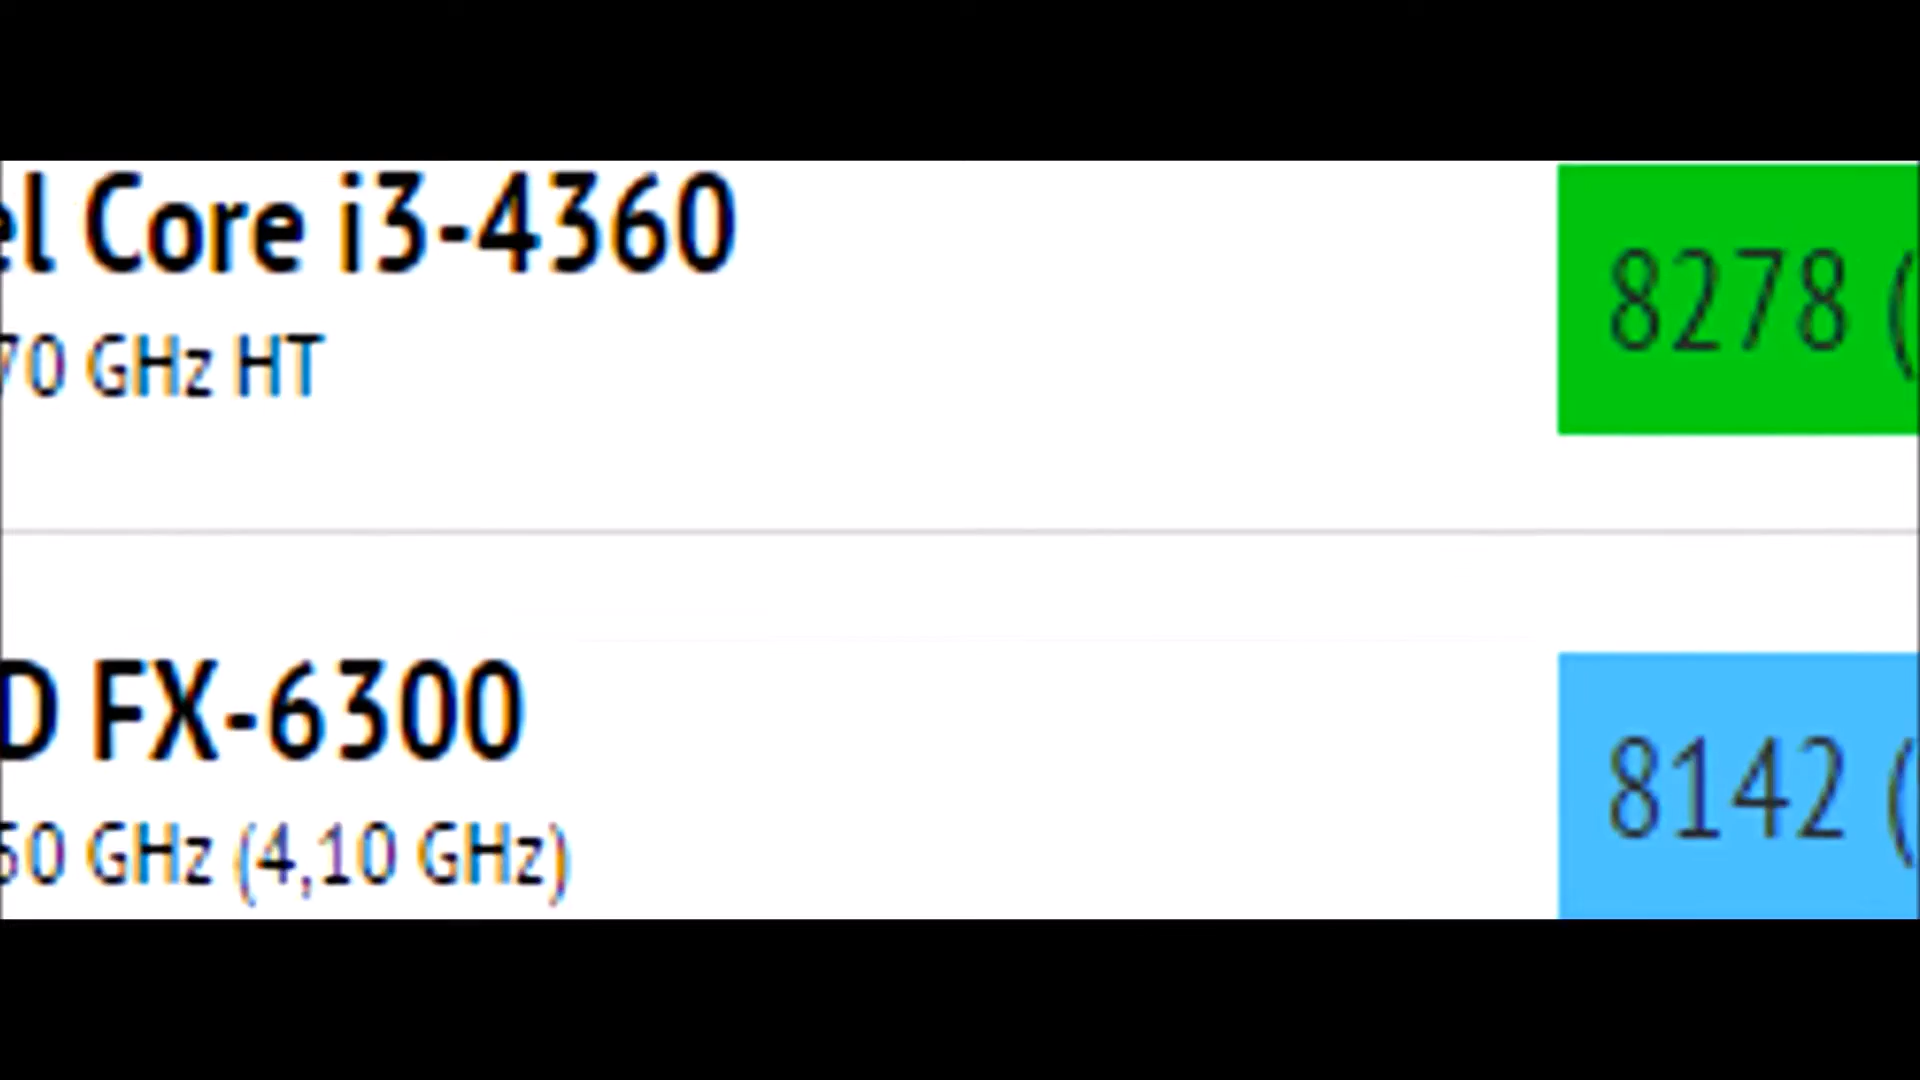 el Core i3-4360
8278 (
70 GHz HT
D FX-6300
8142 (
50 GHz (4,10 GHz)